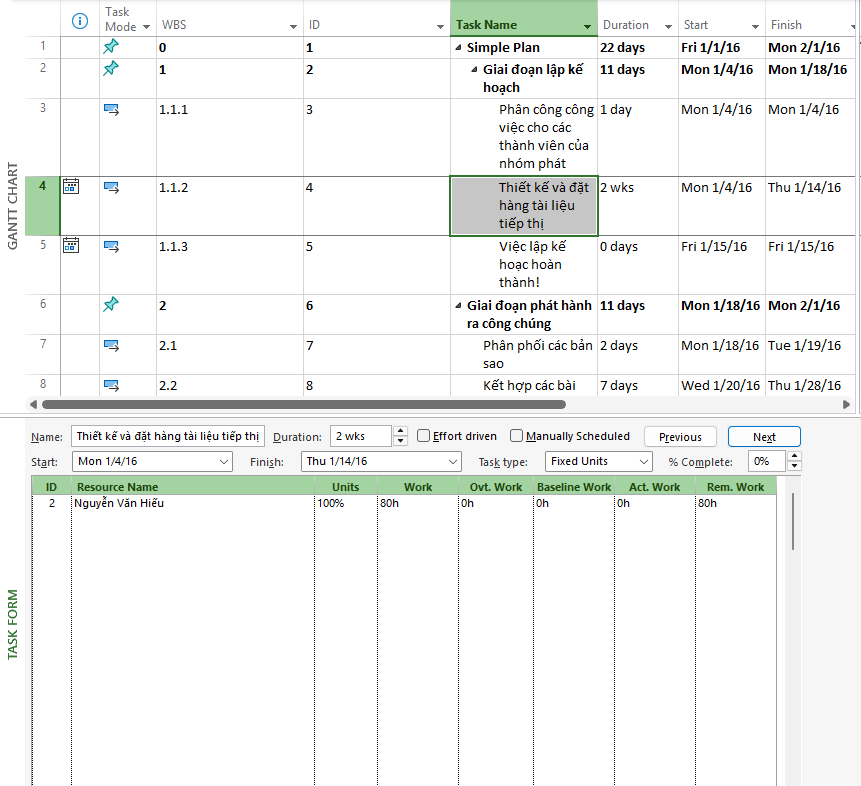 Task Mode WBS ID Task Name Duration Start Finish
1 0 1 Simple Plan 22 days Fri 1/1/16 Mon 2/1/16
2 1 2 Giai đoạn lập kế 11 days Mon 1/4/16 Mon 1/18/16
hoạch
3 1.1.1 3 Phân công công 1 day Mon 1/4/16 Mon 1/4/16
việc cho các
thành viên của
nhóm phát
4 1.1.2 4 Thiết kế và đặt 2 wks Mon 1/4/16 Thu 1/14/16
hàng tài liệu
tiếp thị
5 1.1.3 5 Việc lập kế 0 days Fri 1/15/16 Fri 1/15/16
hoạc hoàn
thành!
6 2 6 Giai đoạn phát hành 11 days Mon 1/18/16 Mon 2/1/16
ra công chúng
7 2.1 7 Phân phối các bản 2 days Mon 1/18/16 Tue 1/19/16
sao
8 2.2 8 Kết hợp các bài 7 days Wed 1/20/16 Thu 1/28/16
GANTT CHART
Name: Thiết kế và đặt hàng tài liệu tiếp thị Duration: 2 wks Effort driven Manually Scheduled Previous Next
Start: Mon 1/4/16 Finish: Thu 1/14/16 Task type: Fixed Units % Complete: 0%
ID Resource Name Units Work Ovt. Work Baseline Work Act. Work Rem. Work
2 Nguyễn Văn Hiếu 100% 80h 0h 0h 0h 80h
TASK FORM